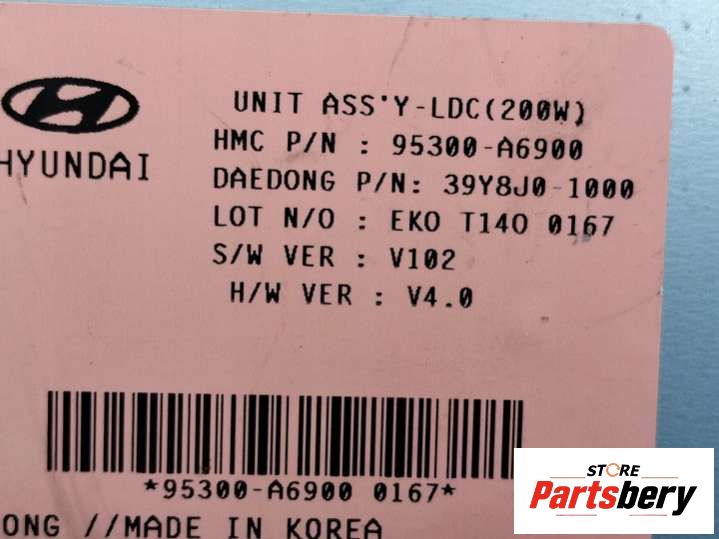 UNIT ASS'Y-LDC(200W)
HMC P/N : 95300-A6900
HYUNDAI
DAEDONG P/N: 39Y8J0-1000
LOT N/O : EKO T140 0167
S/W VER : V102
H/W VER : V4.0
*95300-A6900 0167*
ONG //MADE IN KOREA
STORE
Partsbery